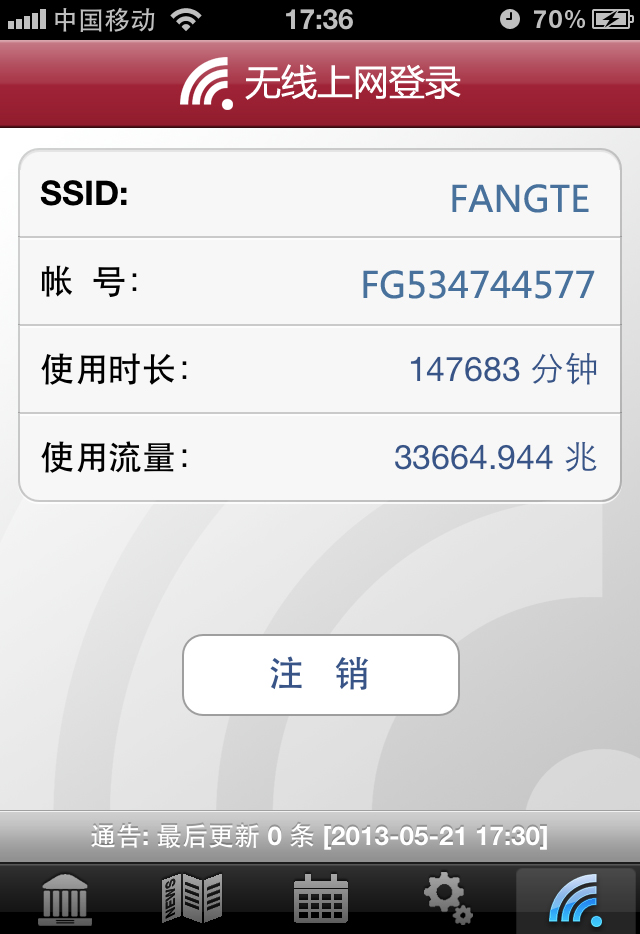 中国移动 17:36 70%
无线上网登录
SSID: FANGTE
帐 号: FG534744577
使用时长: 147683 分钟
使用流量: 33664.944 兆
注 销
通告: 最后更新 0 条 [2013-05-21 17:30]
NEWS